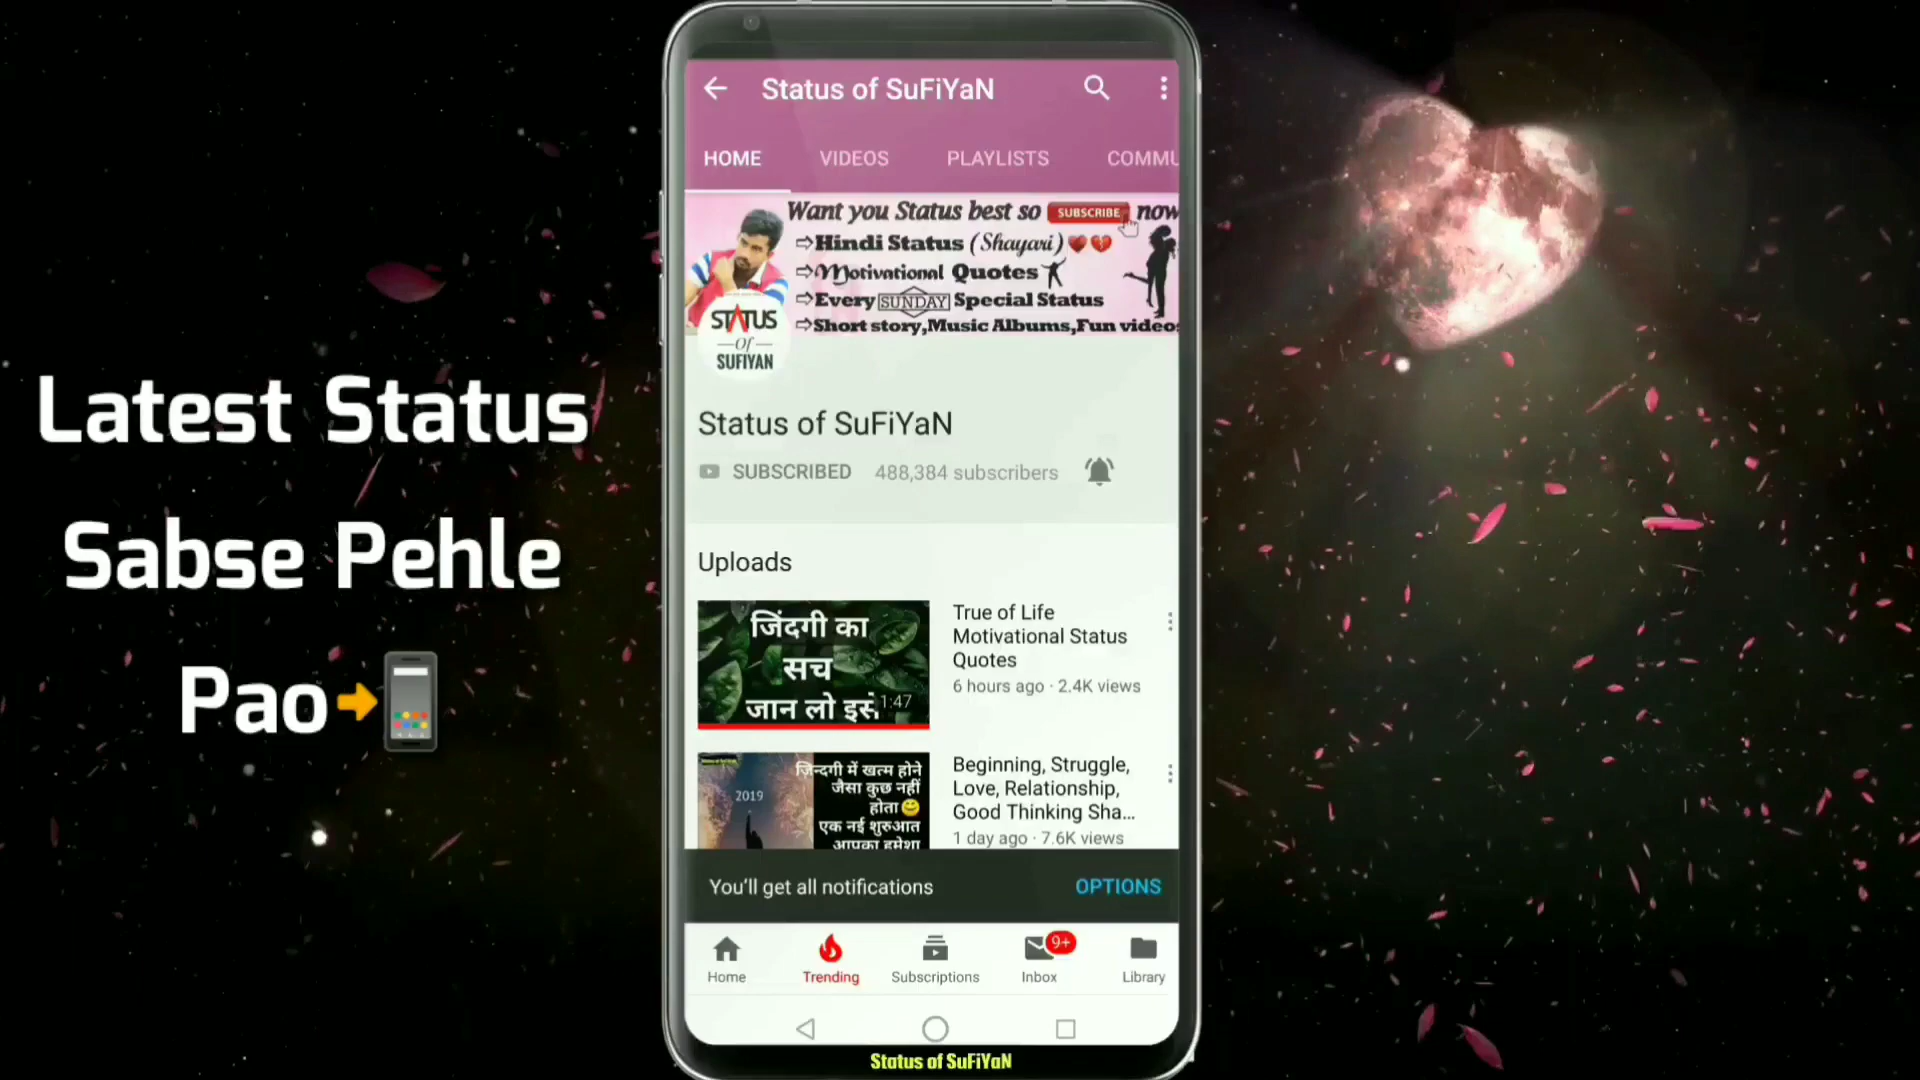 Latest Status
Sabse Pehle
Pao
Status of SuFiYaN
HOME VIDEOS PLAYLISTS COMMU
Want you Status best so SUBSCRIBE now
⇨Hindi Status (Shayari)
⇨Motivational Quotes
⇨Every SUNDAY Special Status
⇨Short story,Music Albums,Fun videos
STATUS
Of
SUFIYAN
Status of SuFiYaN
SUBSCRIBED 488,384 subscribers
Uploads
जिंदगी का
सच
जान लो इसे
1:47
True of Life
Motivational Status
Quotes
6 hours ago · 2.4K views
2019
जिन्दगी में खत्म होने
जैसा कुछ नहीं
होता
एक नई शुरुआत
आपका हमेशा
Beginning, Struggle,
Love, Relationship,
Good Thinking Sha...
1 day ago · 7.6K views
You'll get all notifications OPTIONS
9+
Home Trending Subscriptions Inbox Library
Status of SuFiYaN